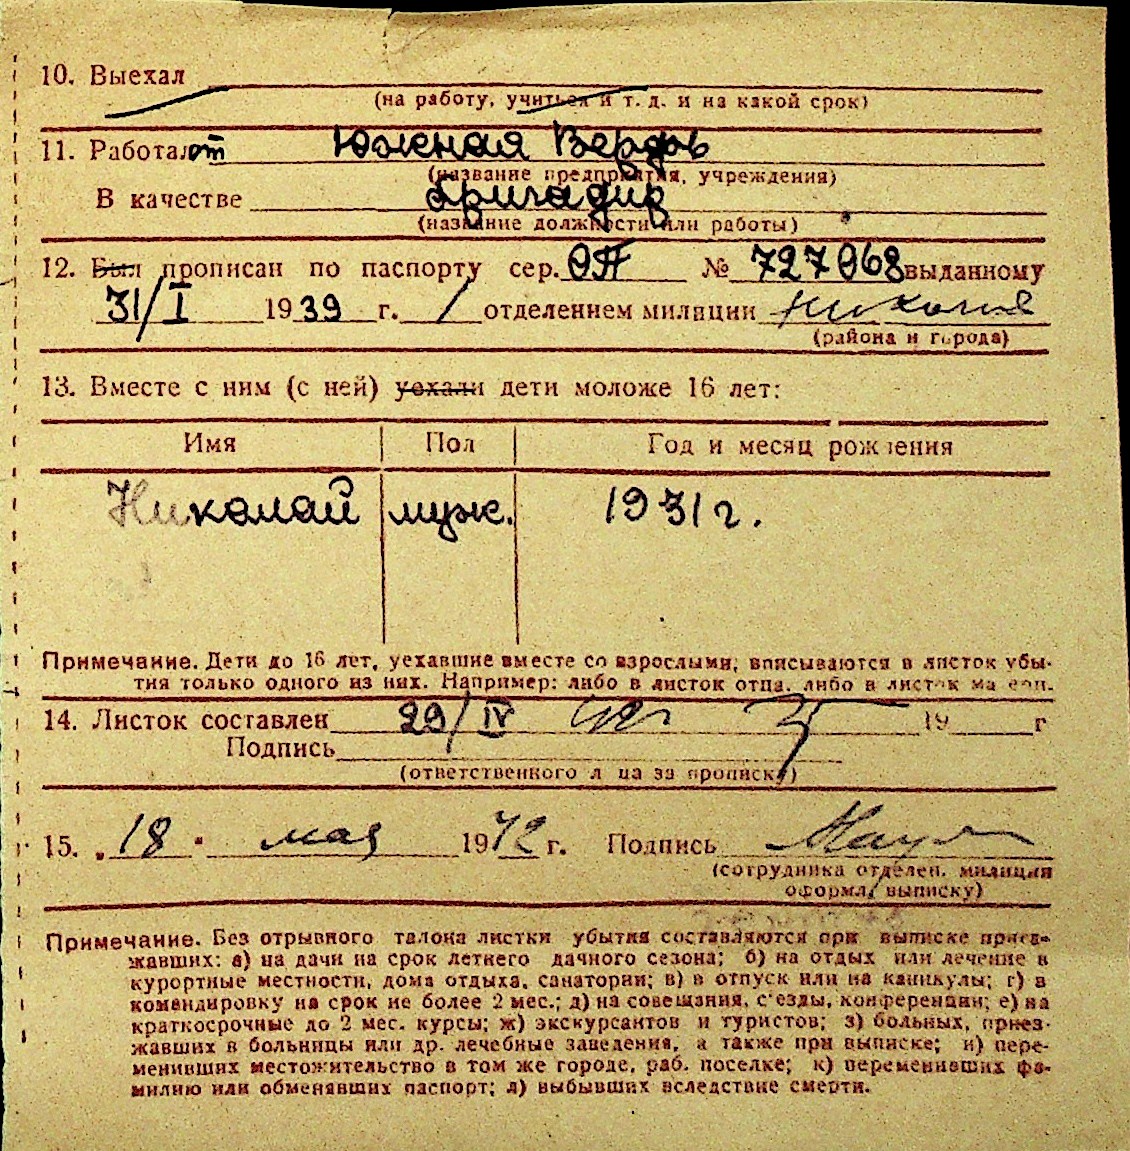 10. Выехал
(на работу, учиться и т. д. и на какой срок)
11. Работает Южная Верфь
(название предприятия, учреждения)
В качестве бригадир
(название должности или работы)
12. Был прописан по паспорту сер. ОП № 727068 выданному
31/I 1939 г. / отделением милиции Николаев
(района и города)
13. Вместе с ним (с ней) уехали дети моложе 16 лет:
Имя Пол Год и месяц рождения
Николай муж. 1931 г.
Примечание. Дети до 16 лет, уехавшие вместе со взрослыми, вписываются в листок убы-
тия только одного из них. Например: либо в листок отца, либо в листок матери.
14. Листок составлен 29/IV 42г 19 г
Подпись
(ответственного лица за прописку)
15. „18" мая 1942 г. Подпись
(сотрудника отделен. милиции
оформл. выписку)
Примечание. Без отрывного талона листки убытия составляются при выписке приез-
жавших: а) на дачи на срок летнего дачного сезона; б) на отдых или лечение в
курортные местности, дома отдыха, санатории; в) в отпуск или на каникулы; г) в
командировку на срок не более 2 мес.; д) на совещания, с'езды, конференции; е) на
краткосрочные до 2 мес. курсы; ж) экскурсантов и туристов; з) больных, приез-
жавших в больницы или др. лечебные заведения, а также при выписке; и) пере-
менивших местожительство в том же городе, раб. поселке; к) переменивших фа-
милию или обменявших паспорт; л) выбывших вследствие смерти.